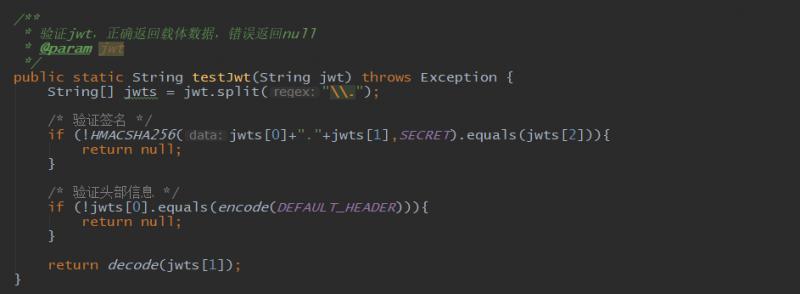 /**
 * 验证jwt，正确返回载体数据，错误返回null
 * @param jwt
 */
public static String testJwt(String jwt) throws Exception {
    String[] jwts = jwt.split( regex: "\\.");

    /* 验证签名 */
    if (!HMACSHA256( data: jwts[0]+"."+jwts[1],SECRET).equals(jwts[2])){
        return null;
    }

    /* 验证头部信息 */
    if (!jwts[0].equals(encode(DEFAULT_HEADER))){
        return null;
    }

    return decode(jwts[1]);
}